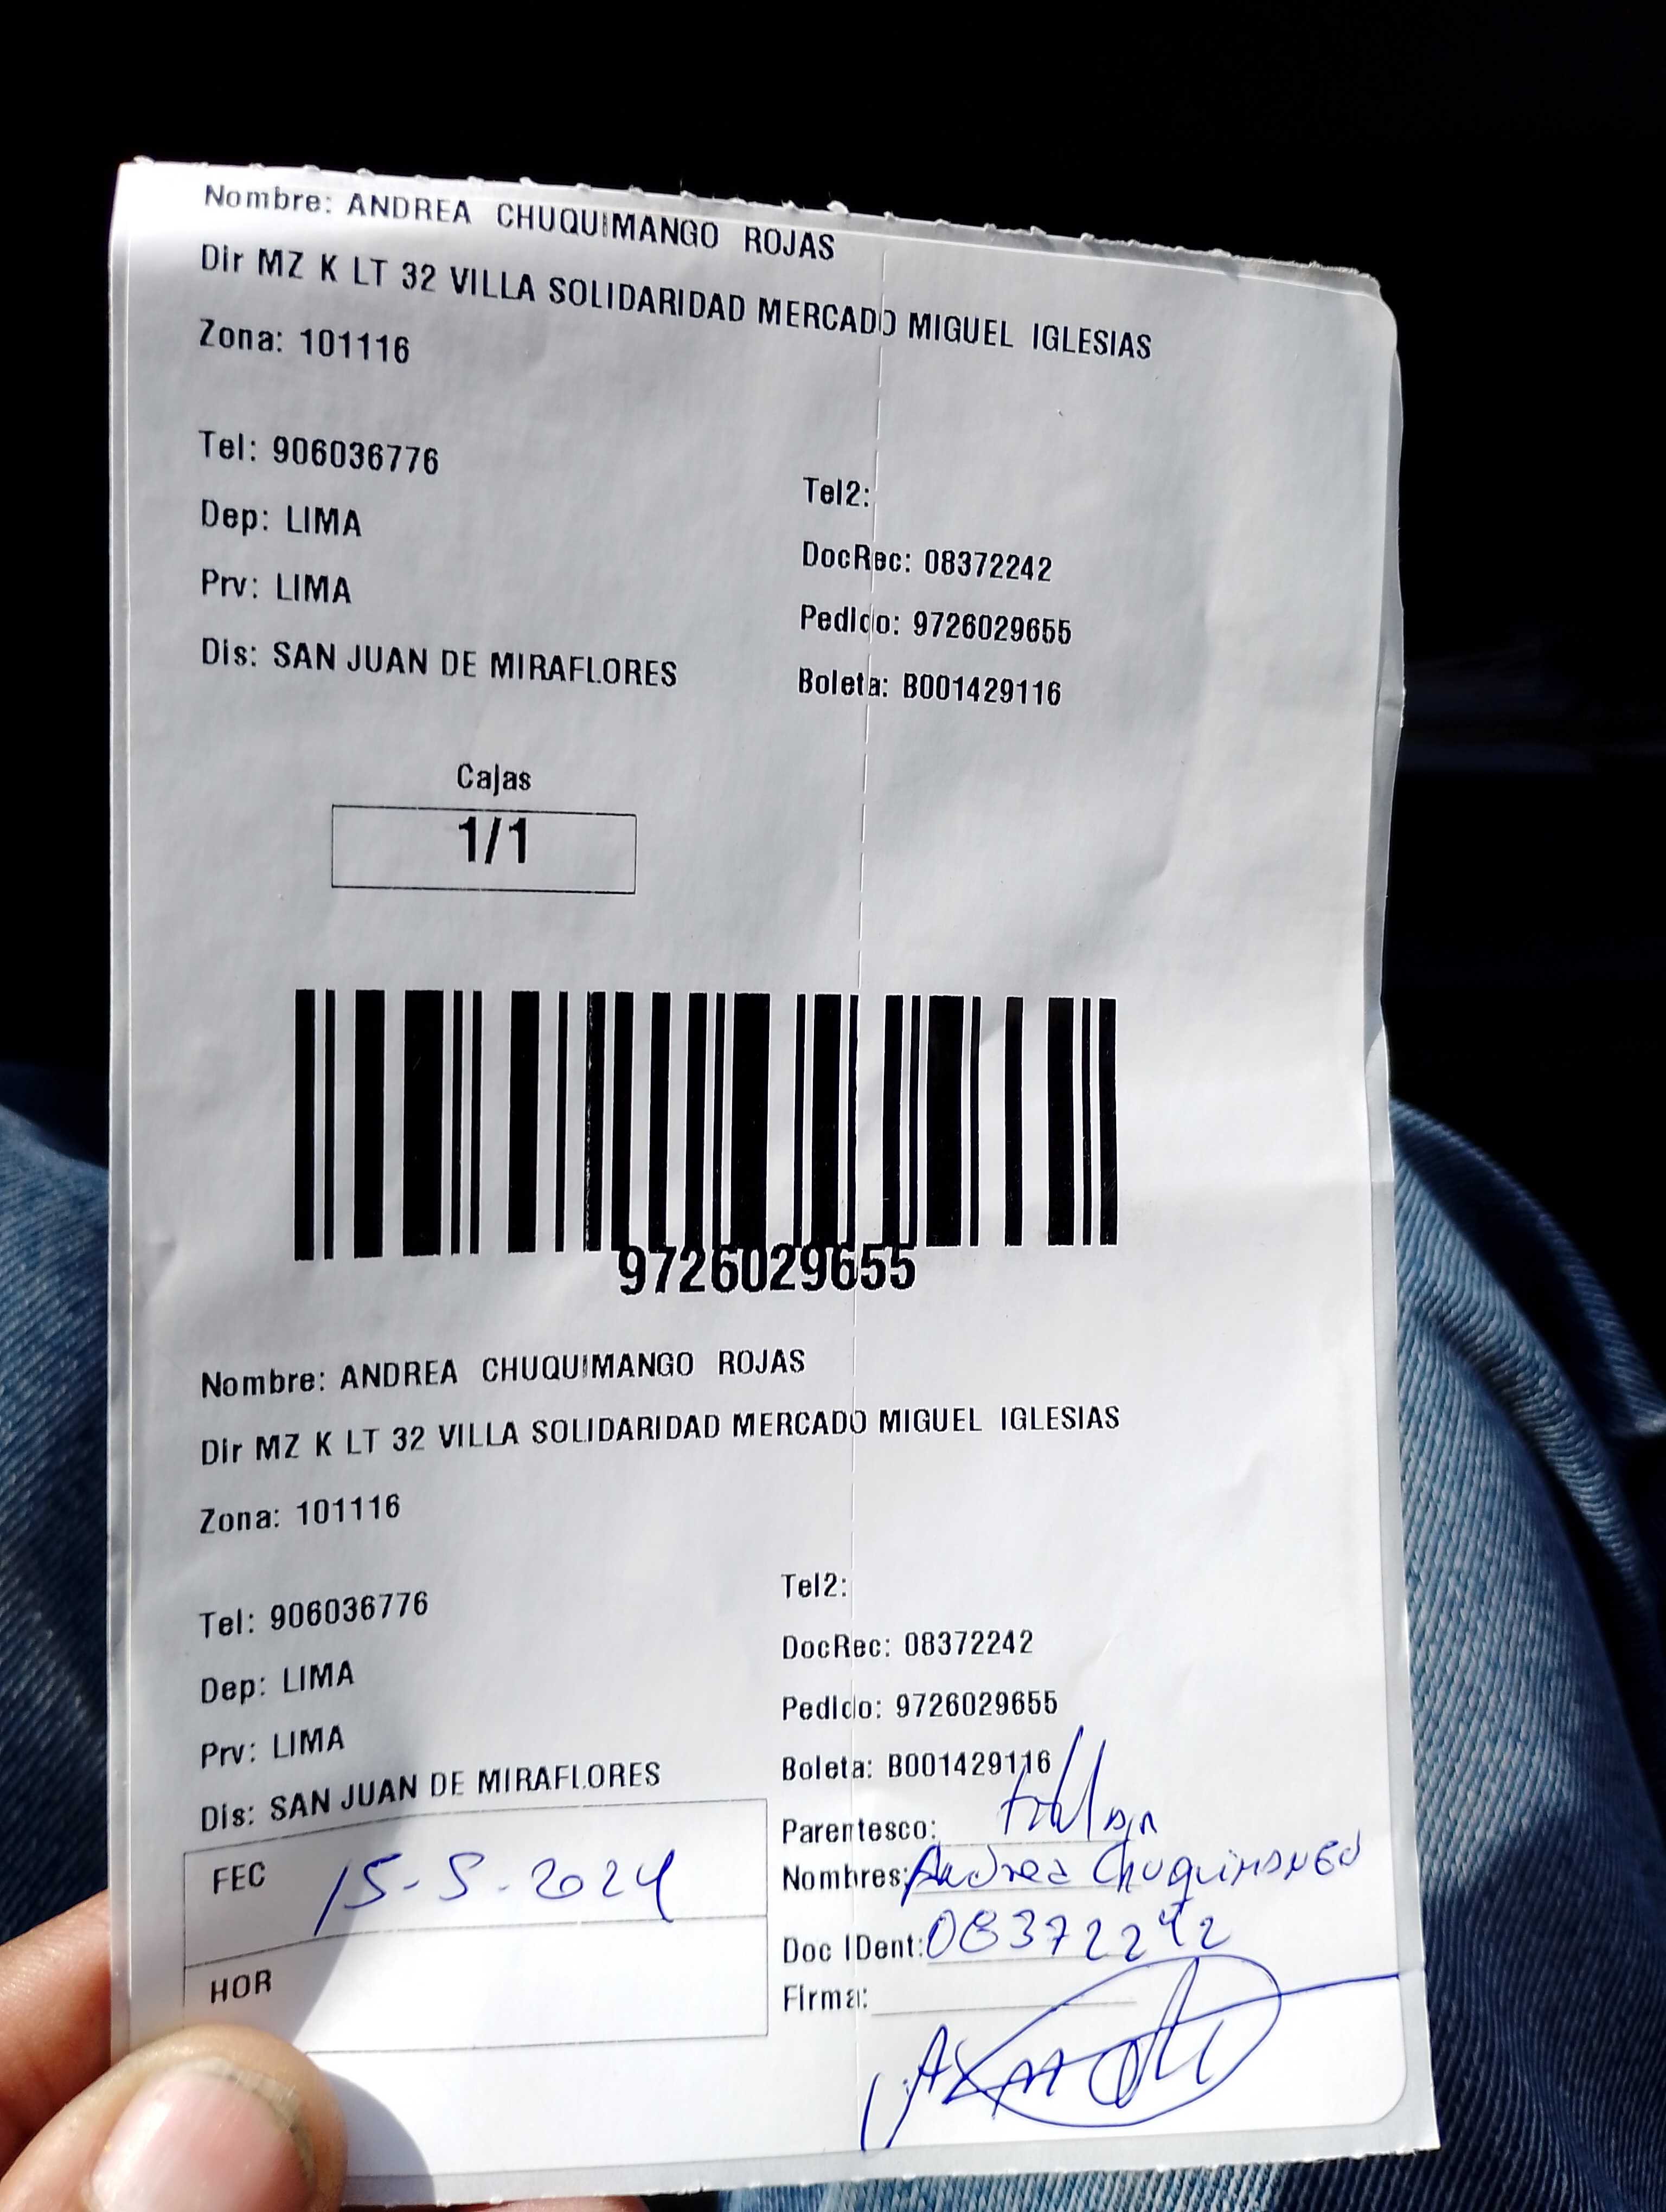 Nombre: ANDREA CHUQUIMANGO ROJAS
Dir MZ K LT 32 VILLA SOLIDARIDAD MERCADO MIGUEL IGLESIAS
Zona: 101116
Tel: 906036776
Tel2:
Dep: LIMA
DocRec: 08372242
Prv: LIMA
Pedido: 9726029655
Dis: SAN JUAN DE MIRAFLORES
Boleta: B001429116
Cajas
1/1
9726029655
Nombre: ANDREA CHUQUIMANGO ROJAS
Dir MZ K LT 32 VILLA SOLIDARIDAD MERCADO MIGUEL IGLESIAS
Zona: 101116
Tel: 906036776
Tel2:
Dep: LIMA
DocRec: 08372242
Prv: LIMA
Pedido: 9726029655
Dis: SAN JUAN DE MIRAFLORES
Boleta: B001429116
Parentesco:
FEC 15-5-2024
Nombres: Andrea Chuquimango
Doc IDent: 08372242
HOR
Firma: